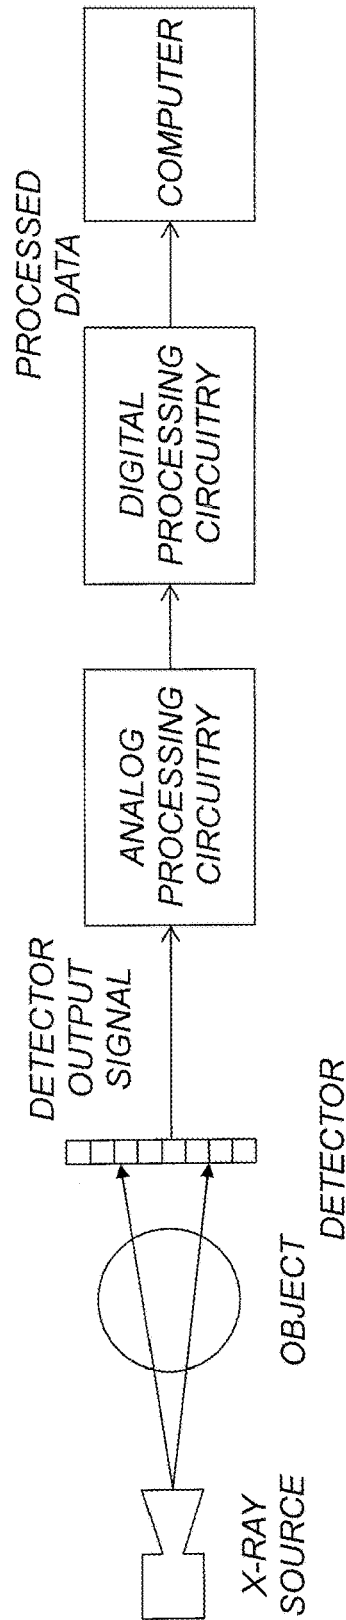 X-RAY
SOURCE
OBJECT
DETECTOR
DETECTOR
OUTPUT
SIGNAL
ANALOG
PROCESSING
CIRCUITRY
DIGITAL
PROCESSING
CIRCUITRY
PROCESSED
DATA
COMPUTER